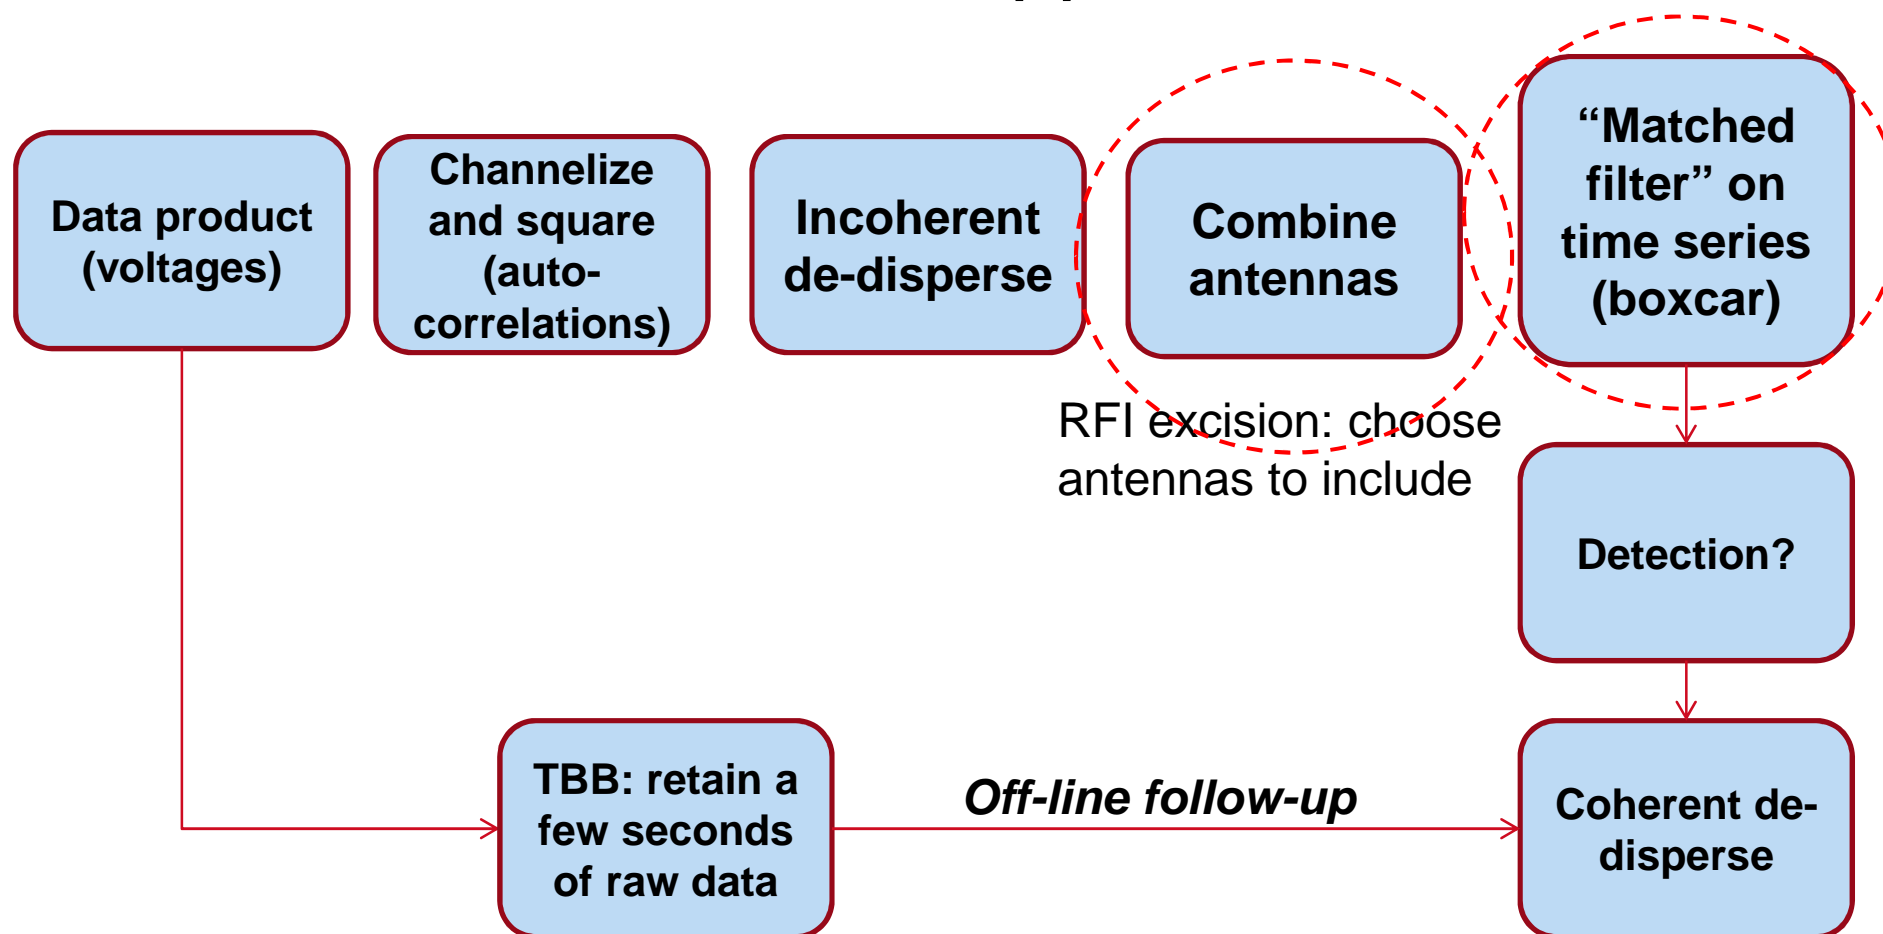 Data product
(voltages)
Channelize
and square
(auto-
correlations)
Incoherent
de-disperse
Combine
antennas
“Matched
filter” on
time series
(boxcar)
RFI excision: choose
antennas to include
Detection?
TBB: retain a
few seconds
of raw data
Off-line follow-up
Coherent de-
disperse